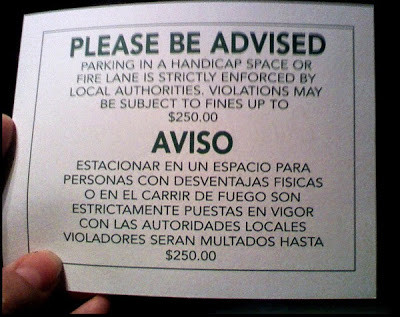 PLEASE BE ADVISED
PARKING IN A HANDICAP SPACE OR
FIRE LANE IS STRICTLY ENFORCED BY
LOCAL AUTHORITIES. VIOLATIONS MAY
BE SUBJECT TO FINES UP TO
$250.00
AVISO
ESTACIONAR EN UN ESPACIO PARA
PERSONAS CON DESVENTAJAS FISICAS
O EN EL CARRIR DE FUEGO SON
ESTRICTAMENTE PUESTAS EN VIGOR
CON LAS AUTORIDADES LOCALES
VIOLADORES SERAN MULTADOS HASTA
$250.00